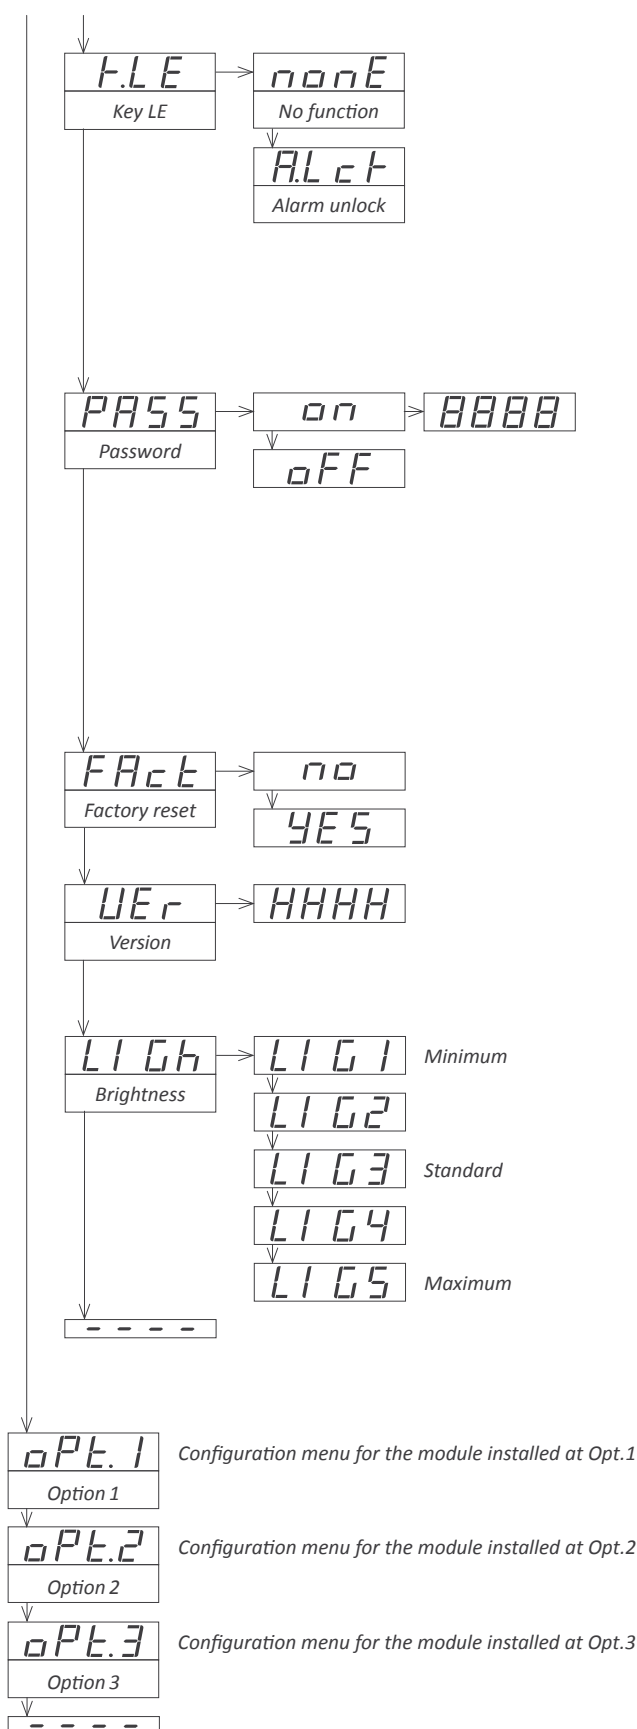 K.LE nonE
Key LE No function
A.Lck
Alarm unlock
PASS on 8888
Password oFF
FAct no
Factory reset YES
VEr HHHH
Version
LIGh LIG1 Minimum
Brightness LIG2
LIG3 Standard
LIG4
LIG5 Maximum
----
oPt.1 Configuration menu for the module installed at Opt.1
Option 1
oPt.2 Configuration menu for the module installed at Opt.2
Option 2
oPt.3 Configuration menu for the module installed at Opt.3
Option 3
----